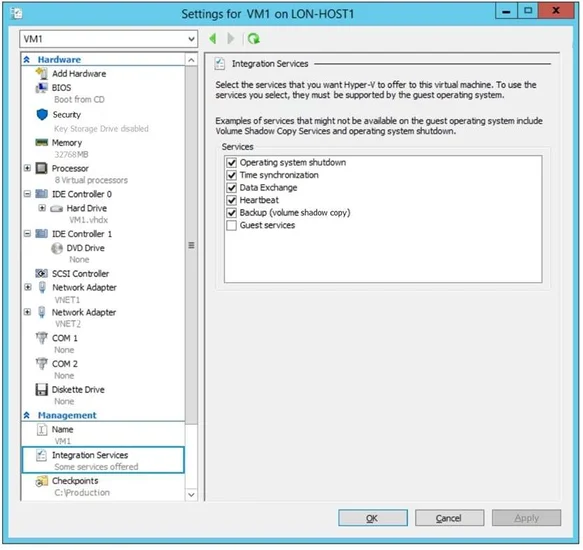 Settings for VM1 on LON-HOST1
VM1
Hardware
Add Hardware
BIOS
Boot from CD
Security
Key Storage Drive disabled
Memory
32768MB
Processor
8 Virtual processors
IDE Controller 0
Hard Drive
VM1.vhdx
IDE Controller 1
DVD Drive
None
SCSI Controller
Network Adapter
VNET1
Network Adapter
VNET2
COM 1
None
COM 2
None
Diskette Drive
None
Management
Name
VM1
Integration Services
Some services offered
Checkpoints
C:\Production
Integration Services
Select the services that you want Hyper-V to offer to this virtual machine. To use the
services you select, they must be supported by the guest operating system.
Examples of services that might not be available on the guest operating system include
Volume Shadow Copy Services and operating system shutdown.
Services
Operating system shutdown
Time synchronization
Data Exchange
Heartbeat
Backup (volume shadow copy)
Guest services
OK
Cancel
Apply